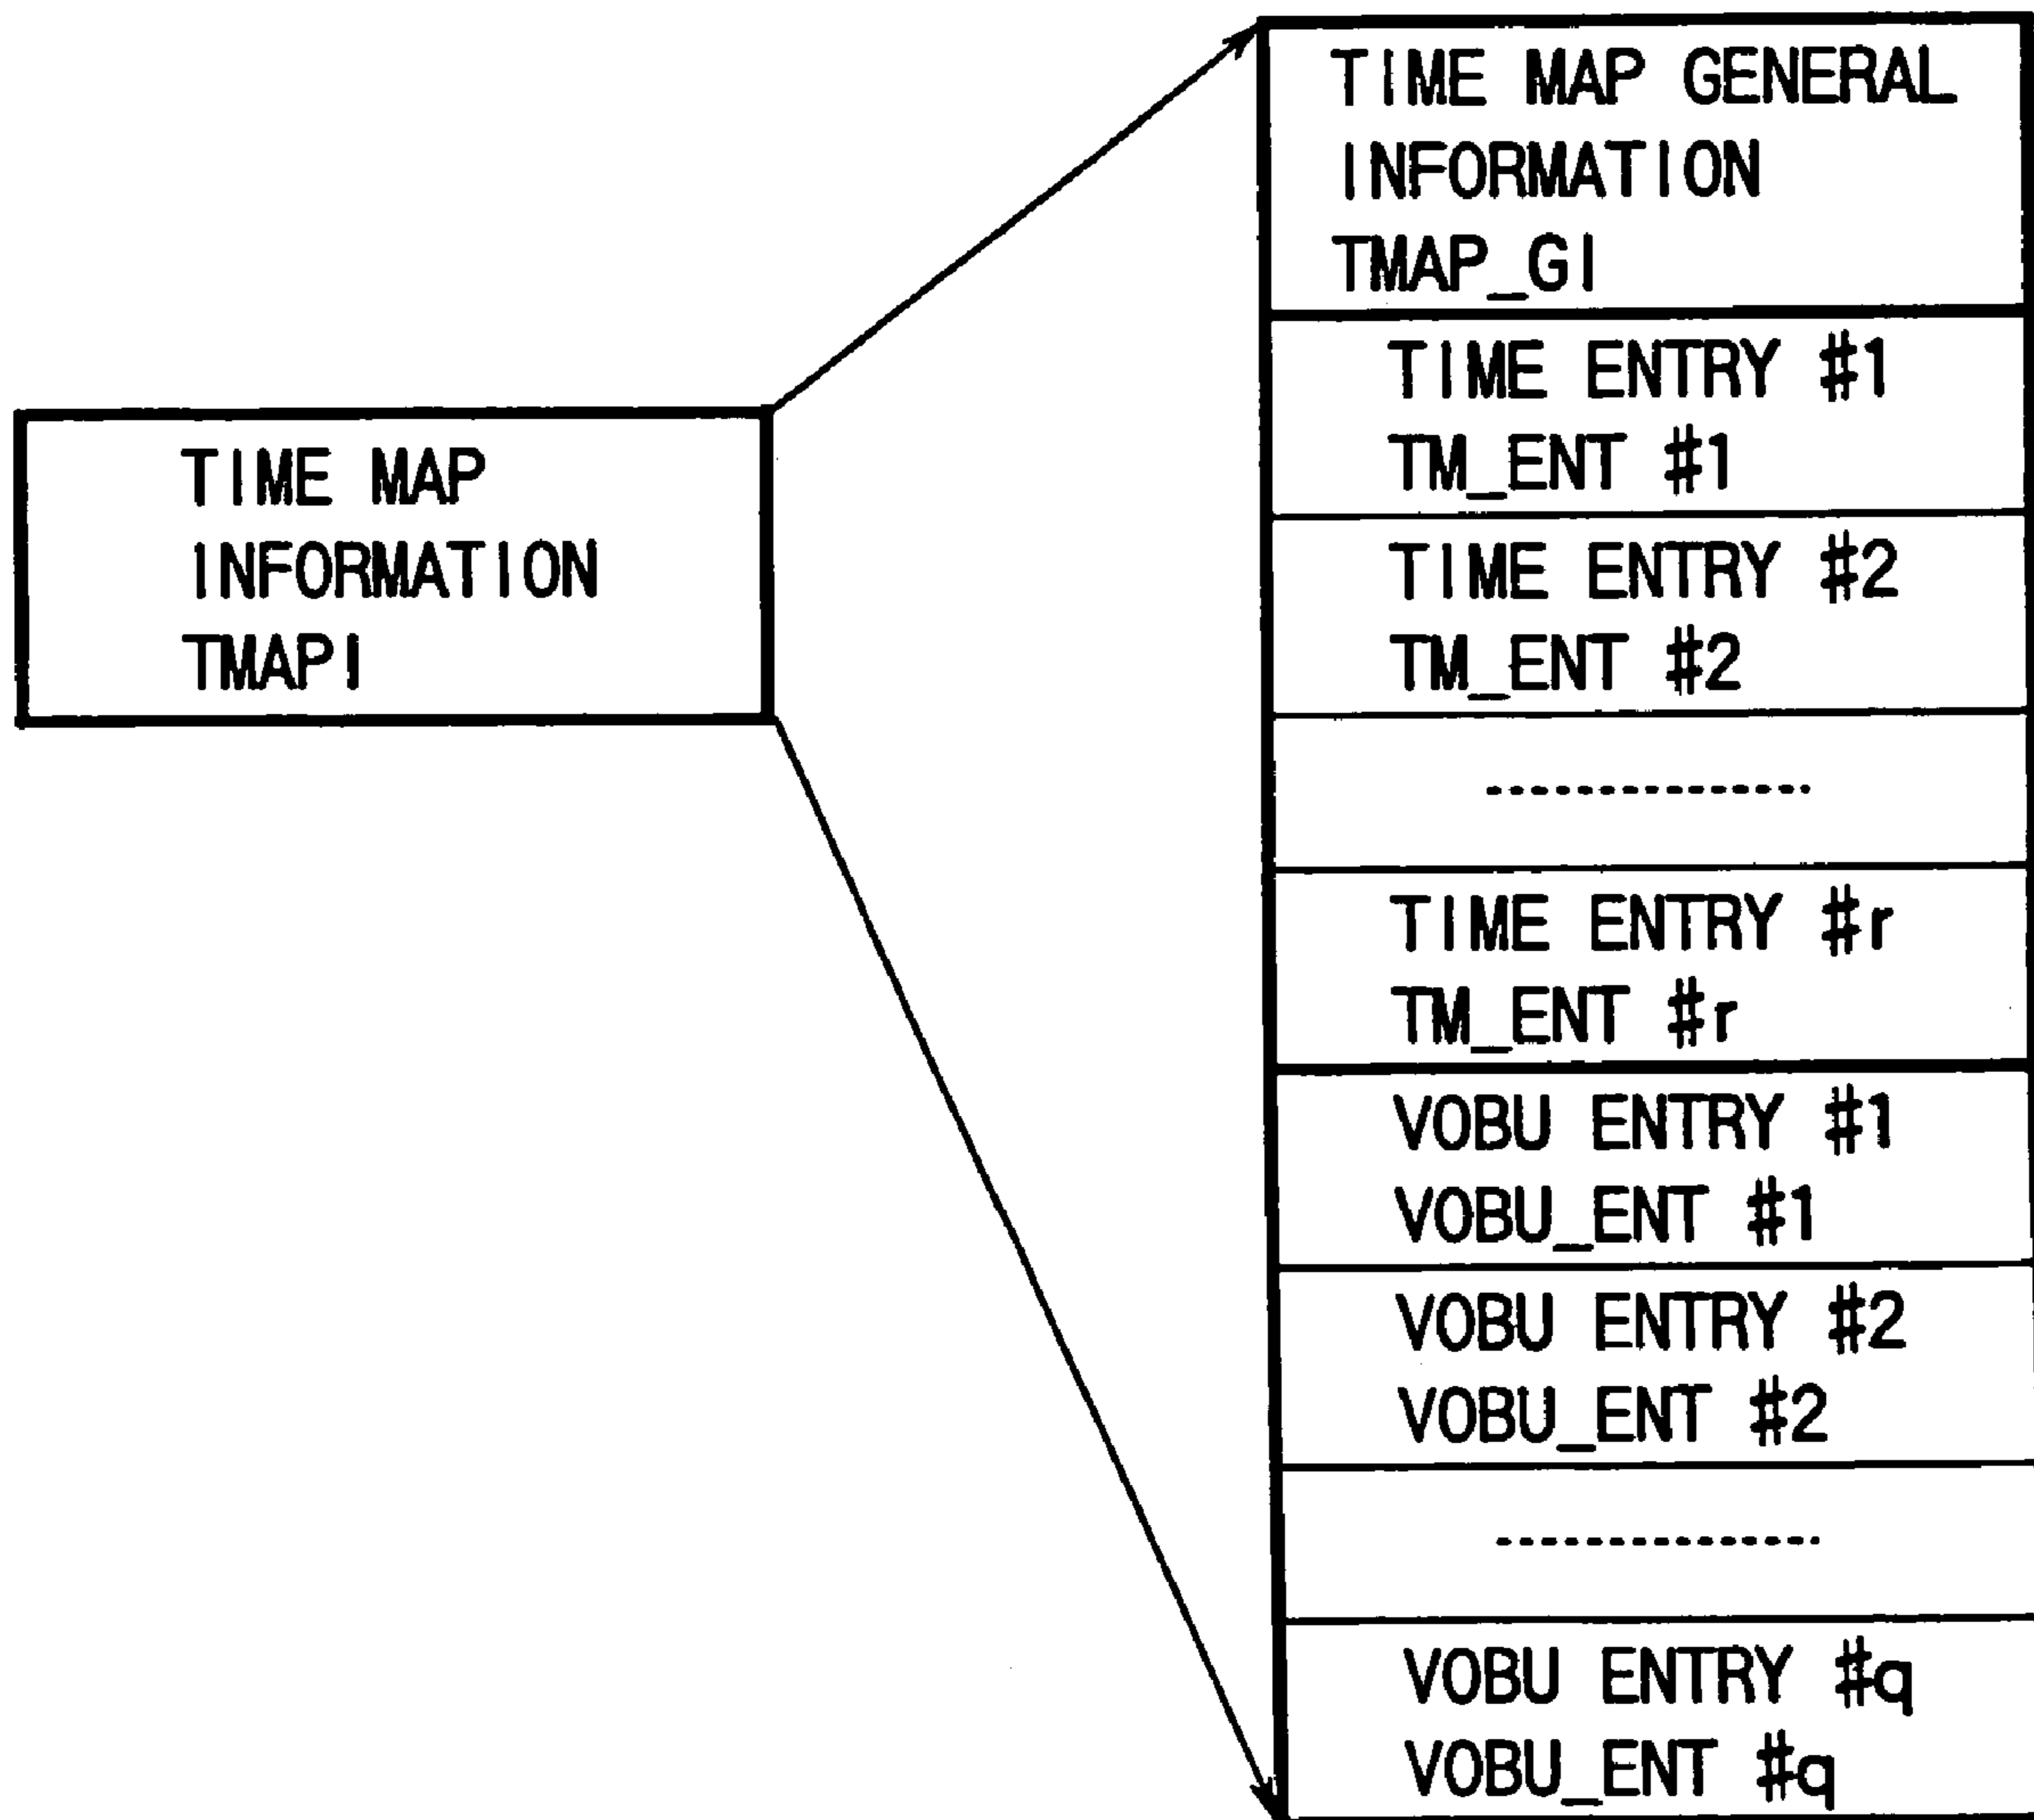 TIME MAP
INFORMATION
TMAPI
TIME MAP GENERAL
INFORMATION
TMAP_GI
TIME ENTRY #1
TM_ENT #1
TIME ENTRY #2
TM_ENT #2
---------------
TIME ENTRY #r
TM_ENT #r
VOBU ENTRY #1
VOBU_ENT #1
VOBU ENTRY #2
VOBU_ENT #2
---------------
VOBU ENTRY #q
VOBU_ENT #q